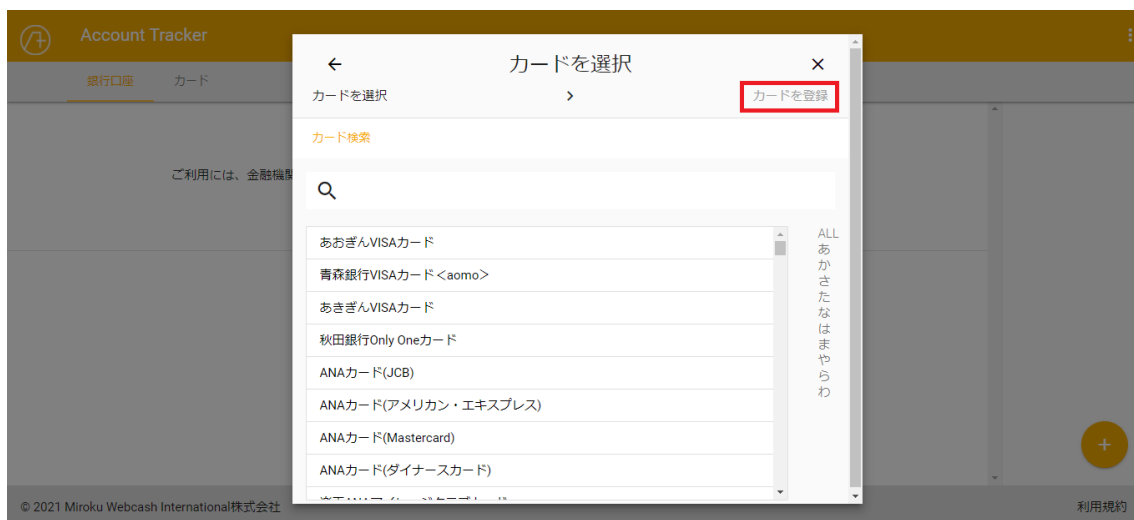 Account Tracker
銀行口座 カード
ご利用には、金融機関
カードを選択
カードを選択 カードを登録
カード検索
あおぎんVISAカード
青森銀行VISAカード<aomo>
あきぎんVISAカード
秋田銀行Only Oneカード
ANAカード(JCB)
ANAカード(アメリカン・エキスプレス)
ANAカード(Mastercard)
ANAカード(ダイナースカード)
ALL
あ
か
さ
た
な
は
ま
や
ら
わ
© 2021 Miroku Webcash International株式会社
利用規約